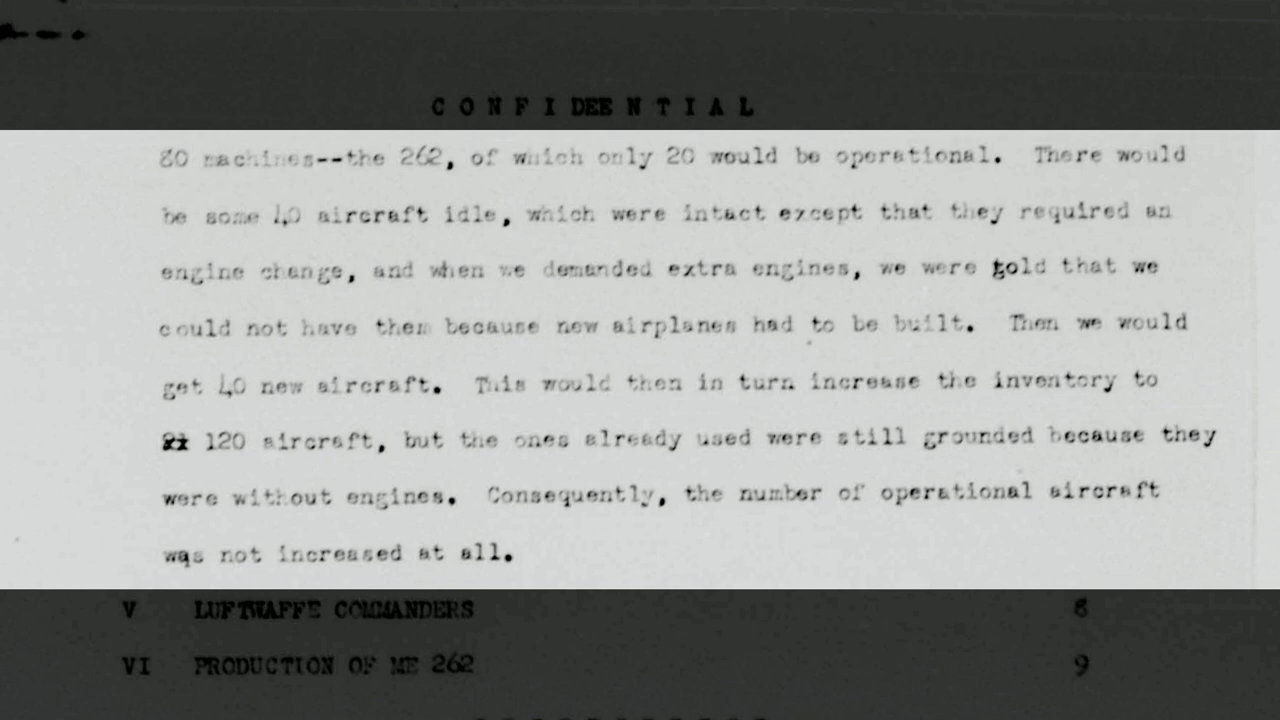 C O N F I DEE N T I A L
80 machines--the 262, of which only 20 would be operational.  There would
be some 40 aircraft idle, which were intact except that they required an
engine change, and when we demanded extra engines, we were told that we
could not have them because new airplanes had to be built.  Then we would
get 40 new aircraft.  This would then in turn increase the inventory to
120 aircraft, but the ones already used were still grounded because they
were without engines.  Consequently, the number of operational aircraft
was not increased at all.
V LUFTWAFFE COMMANDERS 8
VI PRODUCTION OF ME 262 9